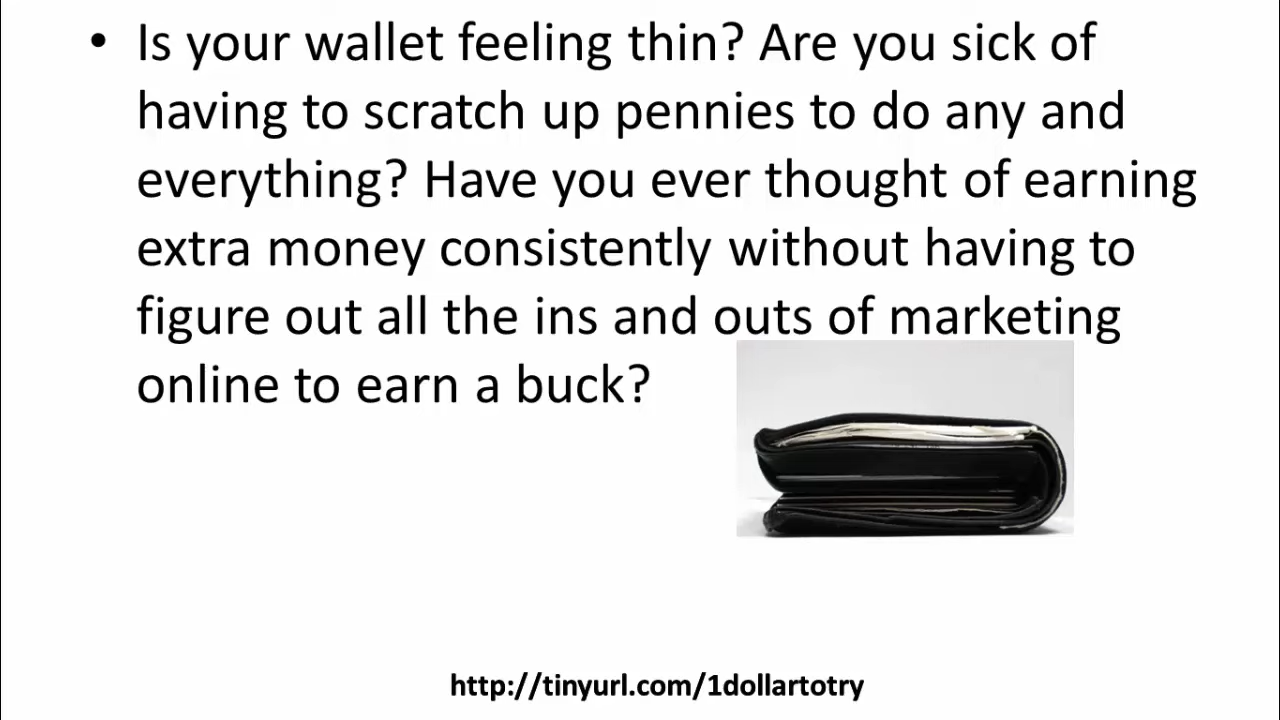 • Is your wallet feeling thin? Are you sick of
having to scratch up pennies to do any and
everything? Have you ever thought of earning
extra money consistently without having to
figure out all the ins and outs of marketing
online to earn a buck?
http://tinyurl.com/1dollartotry